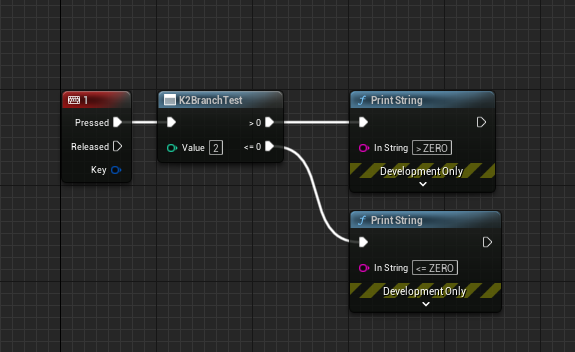 1
Pressed
Released
Key
K2BranchTest
> 0
Value 2
<= 0
Print String
In String > ZERO
Development Only
Print String
In String <= ZERO
Development Only